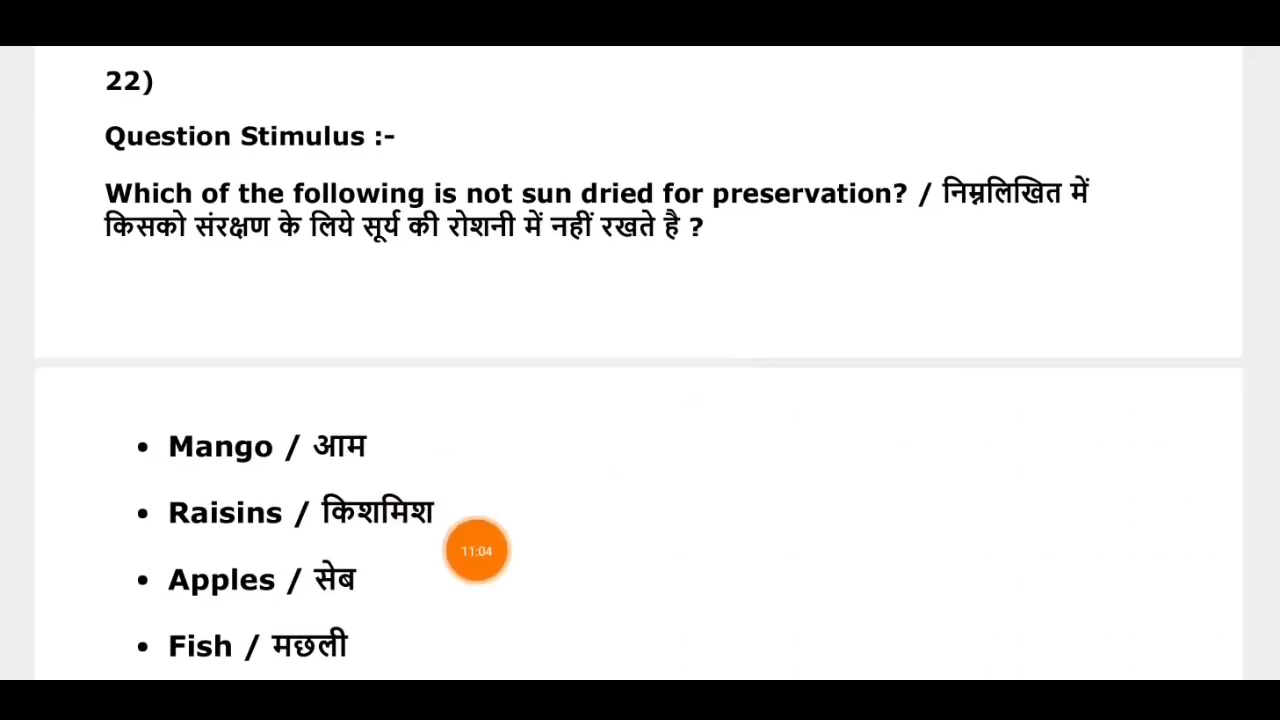 22)
Question Stimulus :-
Which of the following is not sun dried for preservation? / निम्नलिखित में
किसको संरक्षण के लिये सूर्य की रोशनी में नहीं रखते है ?
• Mango / आम
• Raisins / किशमिश
11:04
• Apples / सेब
• Fish / मछली